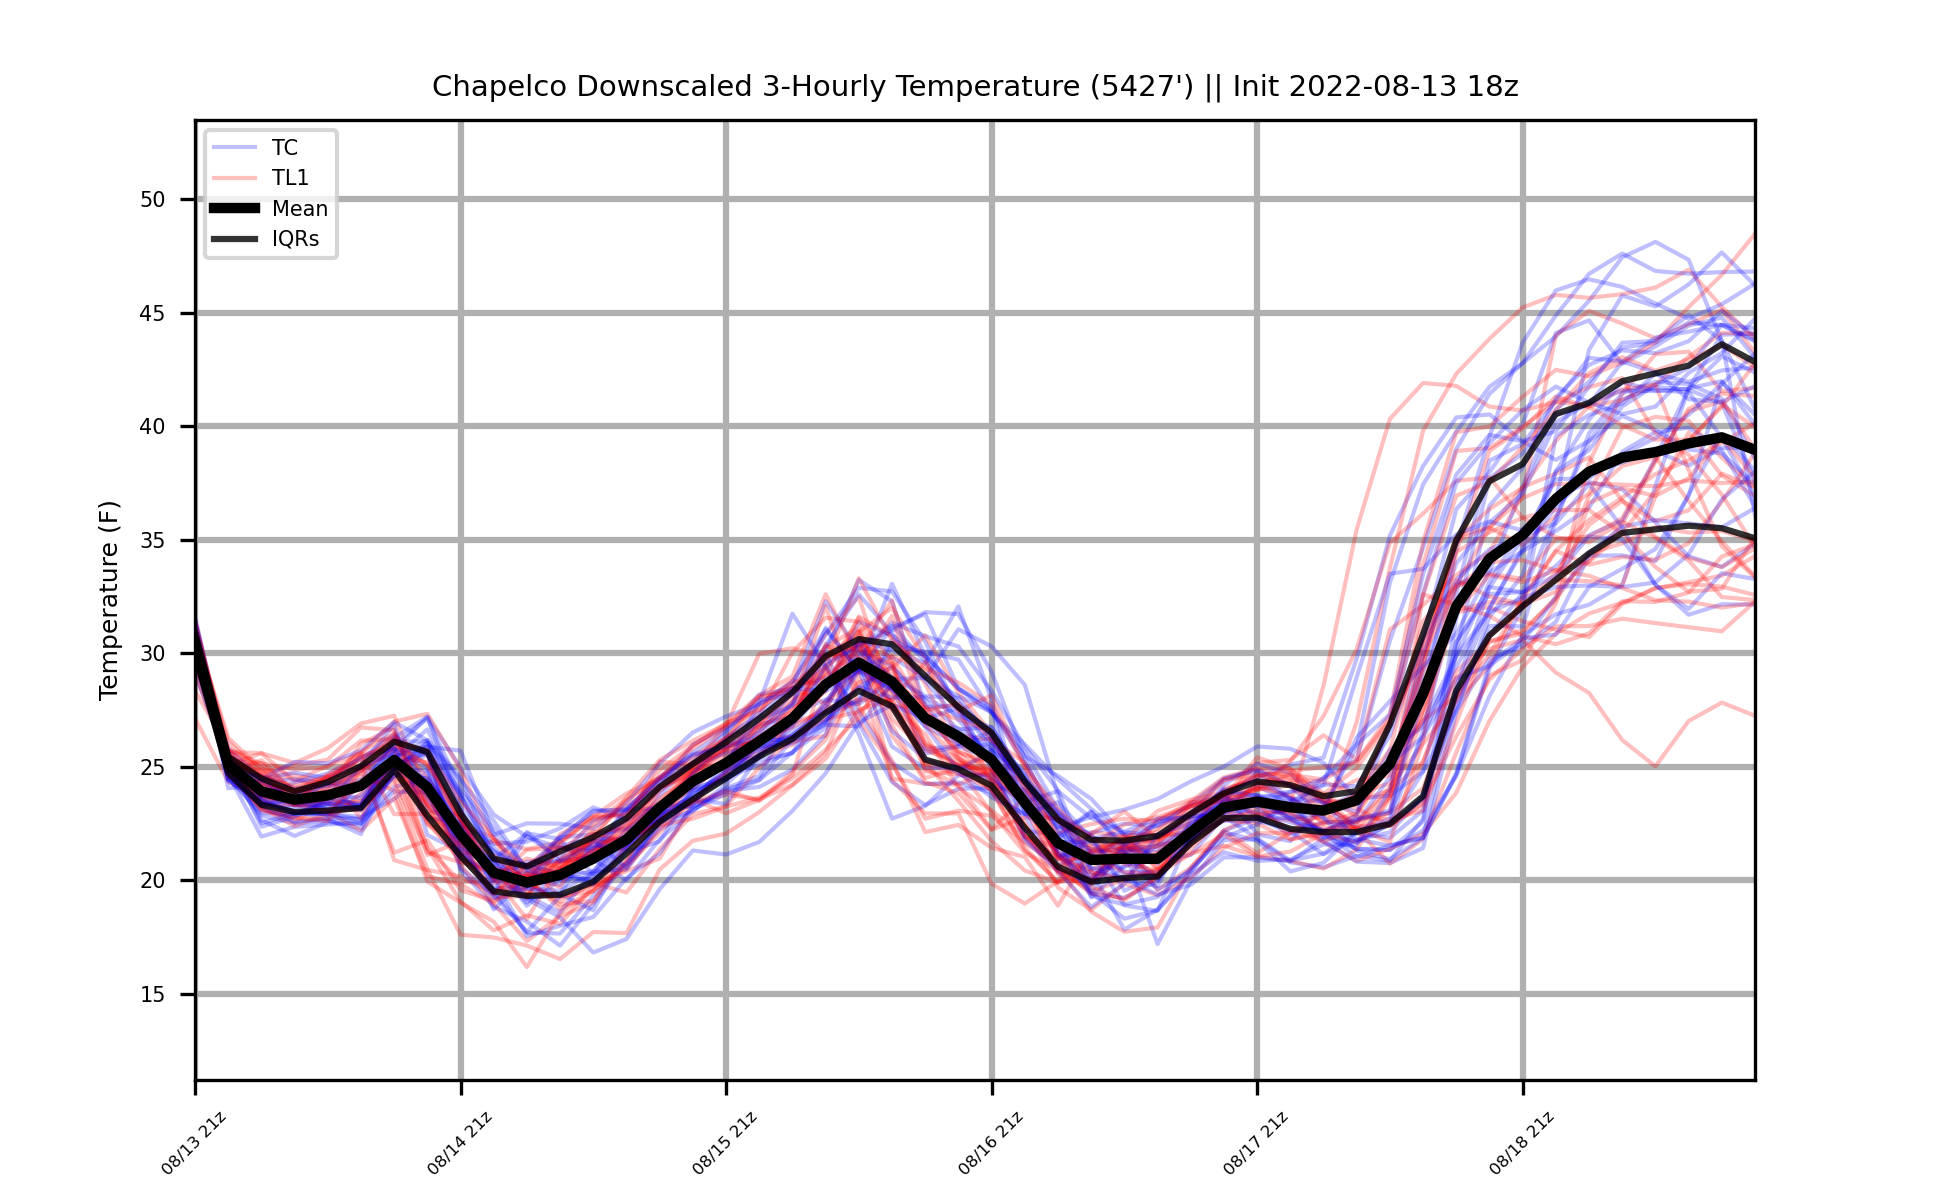 Chapelco Downscaled 3-Hourly Temperature (5427') || Init 2022-08-13 18z
TC
TL1
Mean
IQRs
Temperature (F)
50
45
40
35
30
25
20
15
08/13 21z
08/14 21z
08/15 21z
08/16 21z
08/17 21z
08/18 21z